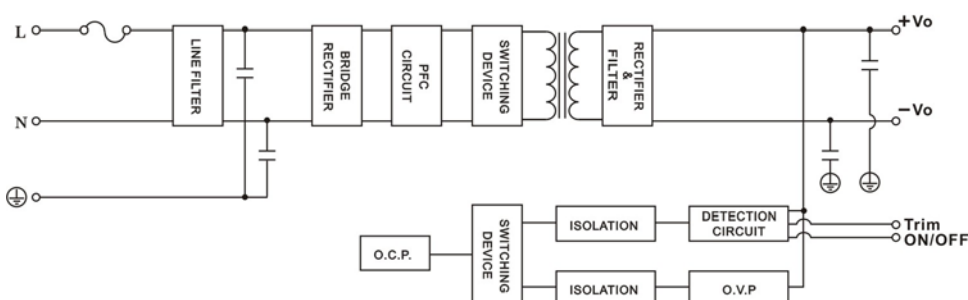 L
N
LINE FILTER
BRIDGE
RECTIFIER
PFC
CIRCUIT
SWITCHING
DEVICE
RECTIFIER
&
FILTER
+Vo
−Vo
O.C.P.
SWITCHING
DEVICE
ISOLATION
DETECTION
CIRCUIT
Trim
ON/OFF
ISOLATION
O.V.P